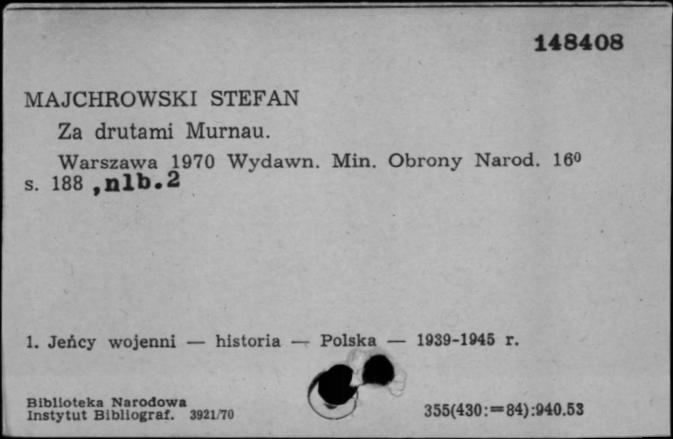 148408
MAJCHROWSKI STEFAN
Za drutami Murnau.
Warszawa 1970 Wydawn. Min. Obrony Narod. 16⁰
s. 188 ,nlb.2
1. Jeńcy wojenni — historia — Polska — 1939-1945 r.
Biblioteka Narodowa
Instytut Bibliograf. 3921/70
355(430:=84):940.53